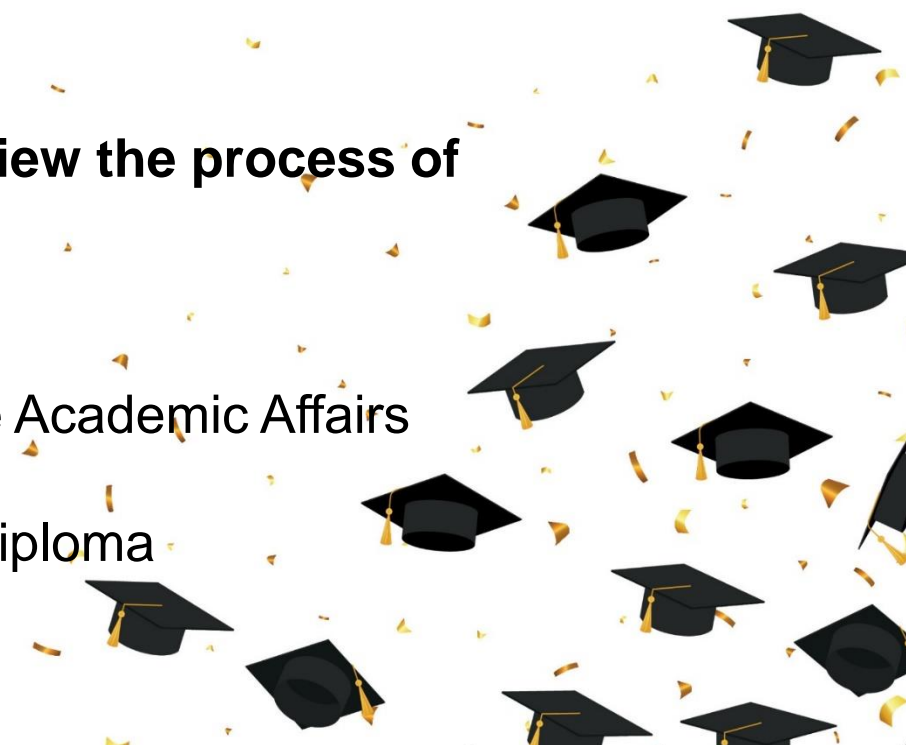 iew the process of
e Academic Affairs
iploma